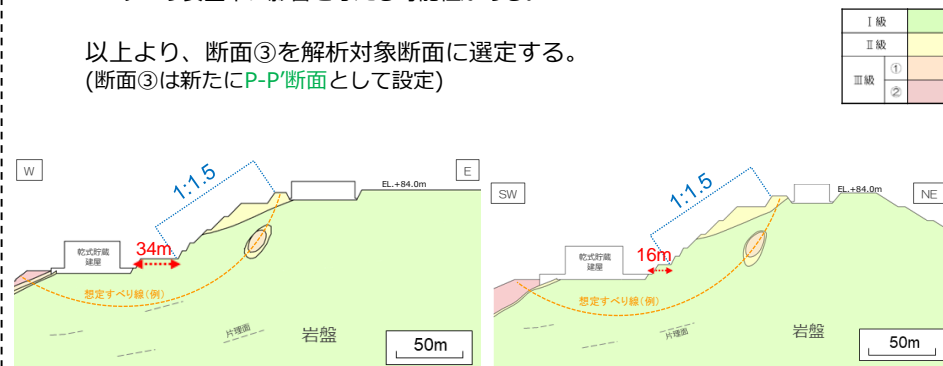 以上より、断面③を解析対象断面に選定する。
(断面③は新たにP-P'断面として設定)
Ⅰ級
Ⅱ級
Ⅲ級
①
②
W
E
1:1.5
EL.+84.0m
乾式貯蔵
建屋
34m
想定すべり線(例)
片理面
岩盤
50m
SW
NE
1:1.5
EL.+84.0m
乾式貯蔵
建屋
16m
想定すべり線(例)
片理面
岩盤
50m